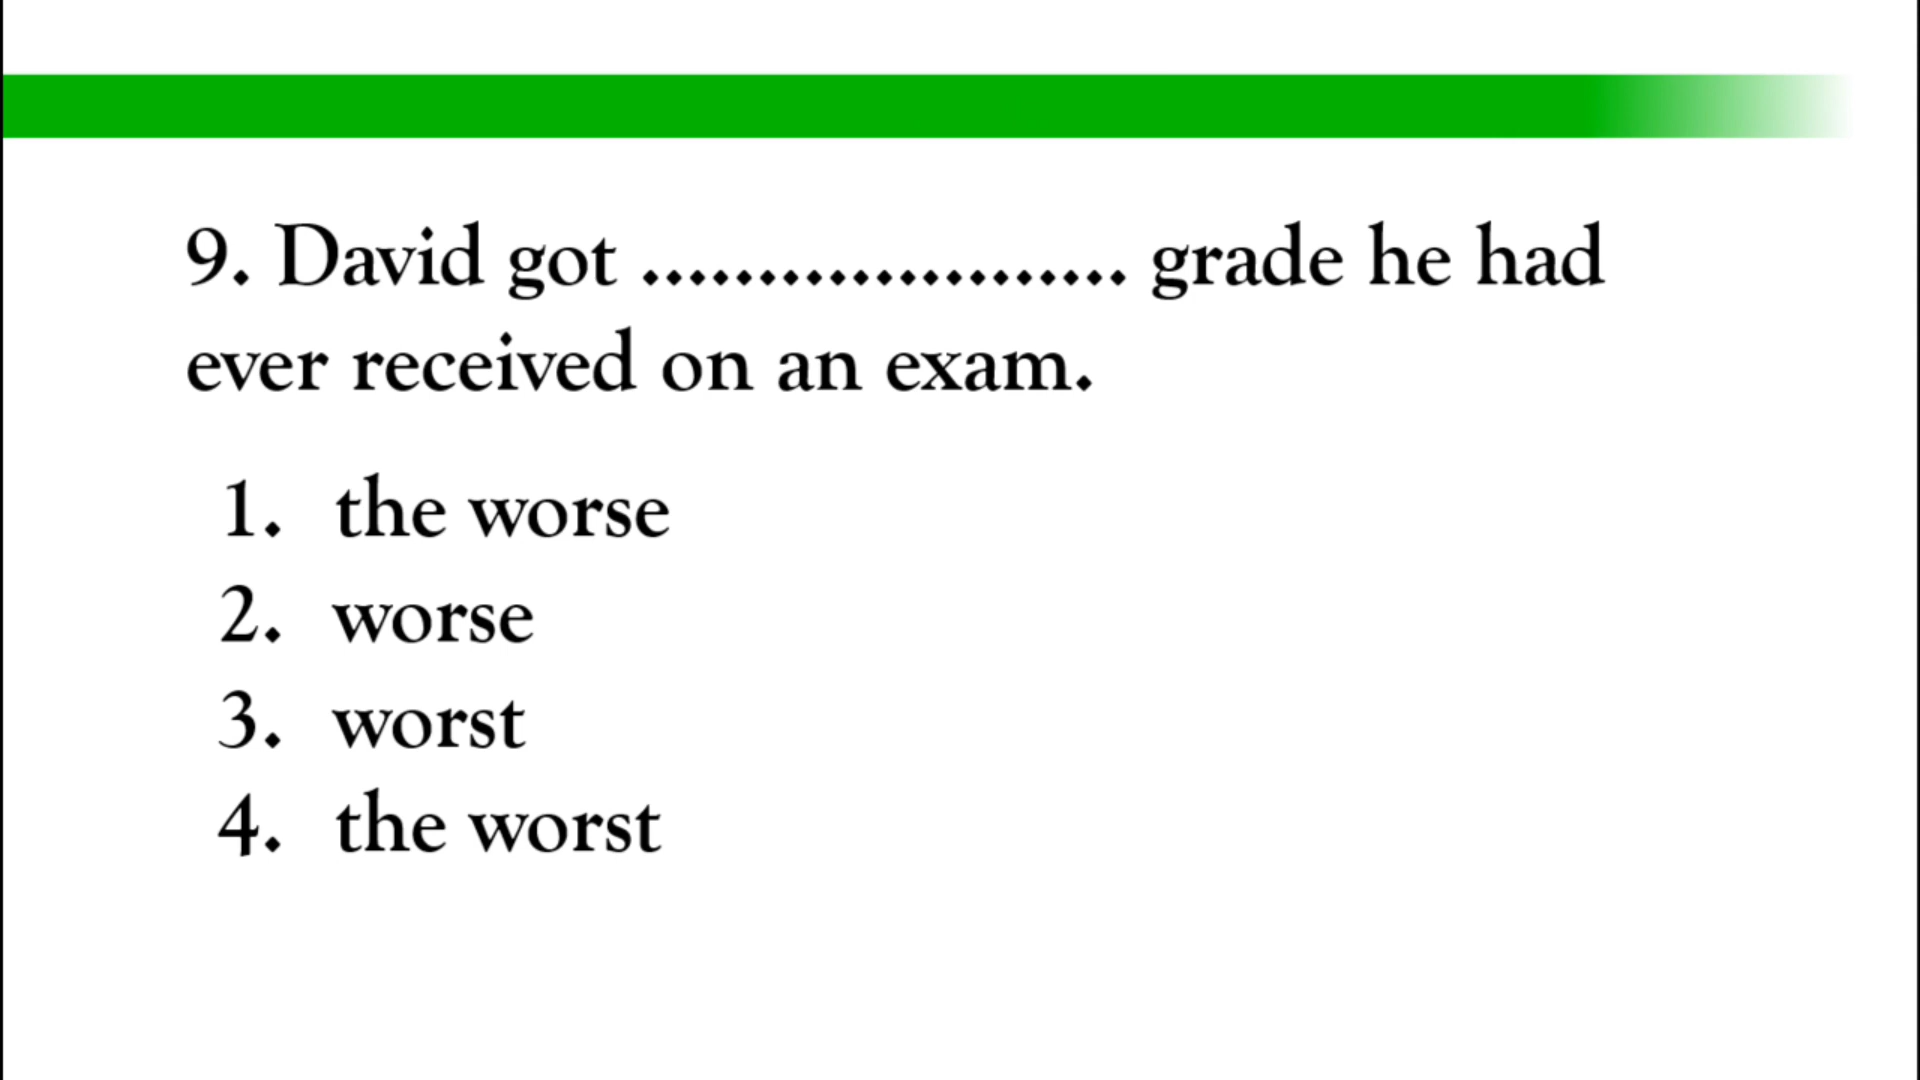 9. David got ..................... grade he had
ever received on an exam.
1. the worse
2. worse
3. worst
4. the worst